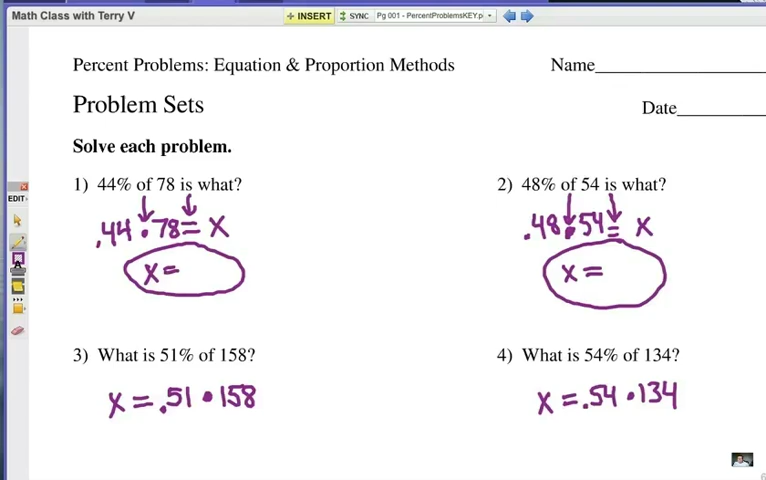 Math Class with Terry V
+ INSERT
SYNC
Pg 001 - PercentProblemsKEY.p
Percent Problems: Equation & Proportion Methods
Name
Problem Sets
Date
Solve each problem.
EDIT
1) 44% of 78 is what?
.44 • 78 = x
x =
2) 48% of 54 is what?
.48 • 54 = x
x =
3) What is 51% of 158?
x = .51 • 158
4) What is 54% of 134?
x = .54 • 134